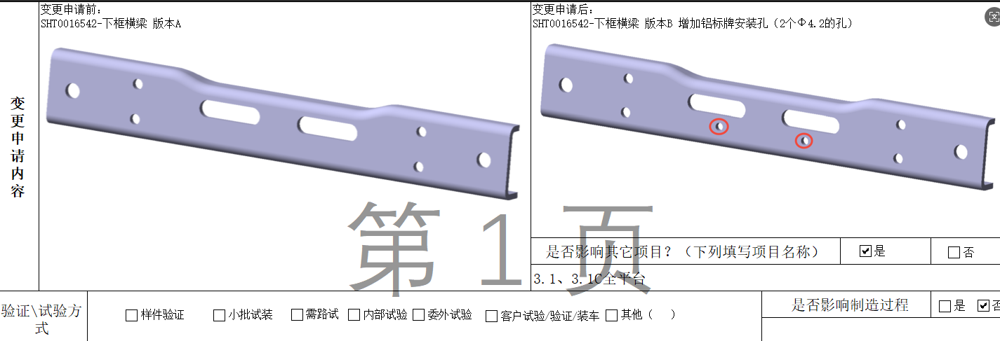 变更申请前：
SHT0016542-下框横梁 版本A
变更申请后：
SHT0016542-下框横梁 版本B 增加铝标牌安装孔（2个Φ4.2的孔）
变更申请内容
第 1 页
是否影响其它项目？（下列填写项目名称）
是
否
3.1、3.1C全平台
验证\试验方
式
样件验证 小批试装 需路试 内部试验 委外试验 客户试验/验证/装车 其他（ ）
是否影响制造过程
是
否